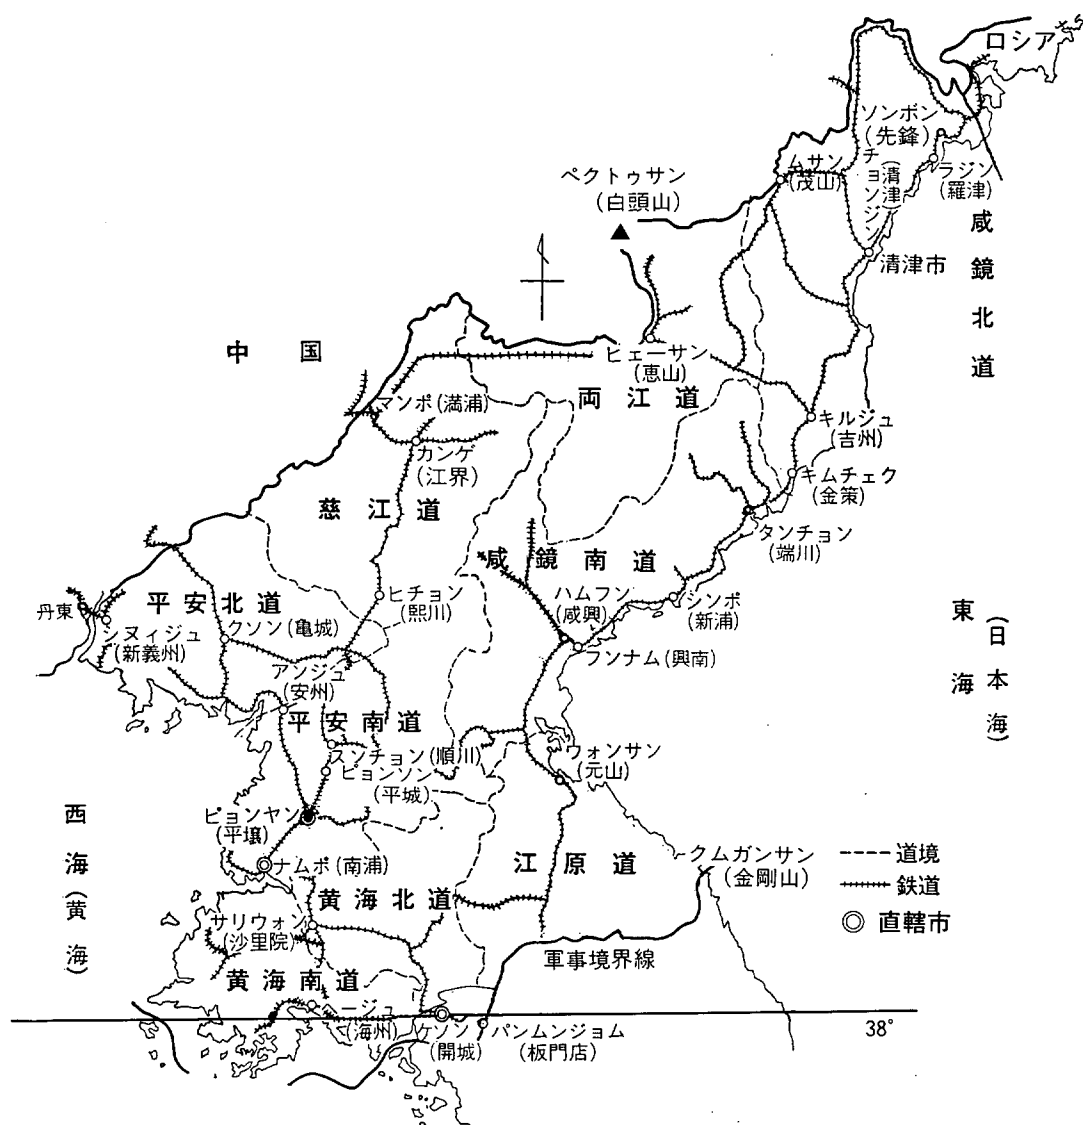 ロシア
ソンボン
(先鋒)
ムサン
(茂山)
チョンジン
(清津)
ラジン
(羅津)
ペクトゥサン
(白頭山)
咸鏡北道
清津市
中国
ヒェーサン
(恵山)
両江道
マンポ(満浦)
キルジュ
(吉州)
カンゲ
(江界)
キムチェク
(金策)
慈江道
タンチョン
(端川)
咸鏡南道
ハムフン
(咸興)
シンポ
(新浦)
ヒチョン
(煕川)
平安北道
丹東
シヌィジュ
(新義州)
クソン(亀城)
フンナム(興南)
東海
(日本海)
アンジュ
(安州)
平安南道
スンチョン(順川)
ピョンソン
(平城)
ウォンサン
(元山)
ピョンヤン
(平壌)
西海(黄海)
ナムポ(南浦)
江原道
クムガンサン
(金剛山)
道境
鉄道
直轄市
黄海北道
サリウォン
(沙里院)
軍事境界線
黄海南道
ヘージュ
(海州)
ケソン
(開城)
パンムンジョム
(板門店)
38°